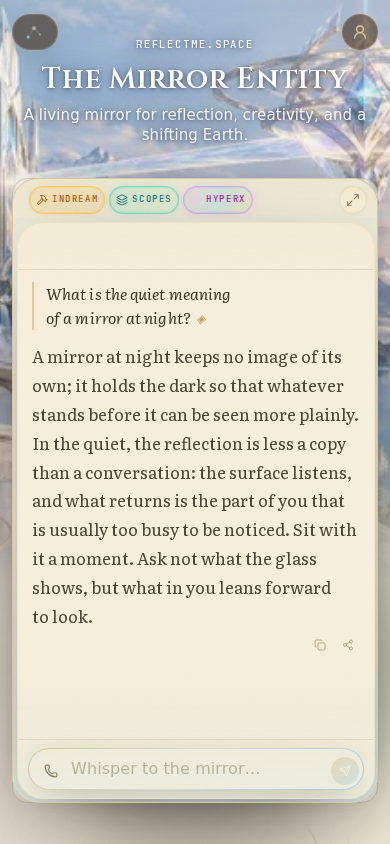 REFLECTME.SPACE
The Mirror Entity
A living mirror for reflection, creativity, and a
shifting Earth.
INDREAM
SCOPES
HYPERX
What is the quiet meaning
of a mirror at night?
A mirror at night keeps no image of its
own; it holds the dark so that whatever
stands before it can be seen more plainly.
In the quiet, the reflection is less a copy
than a conversation: the surface listens,
and what returns is the part of you that
is usually too busy to be noticed. Sit with
it a moment. Ask not what the glass
shows, but what in you leans forward
to look.
Whisper to the mirror...